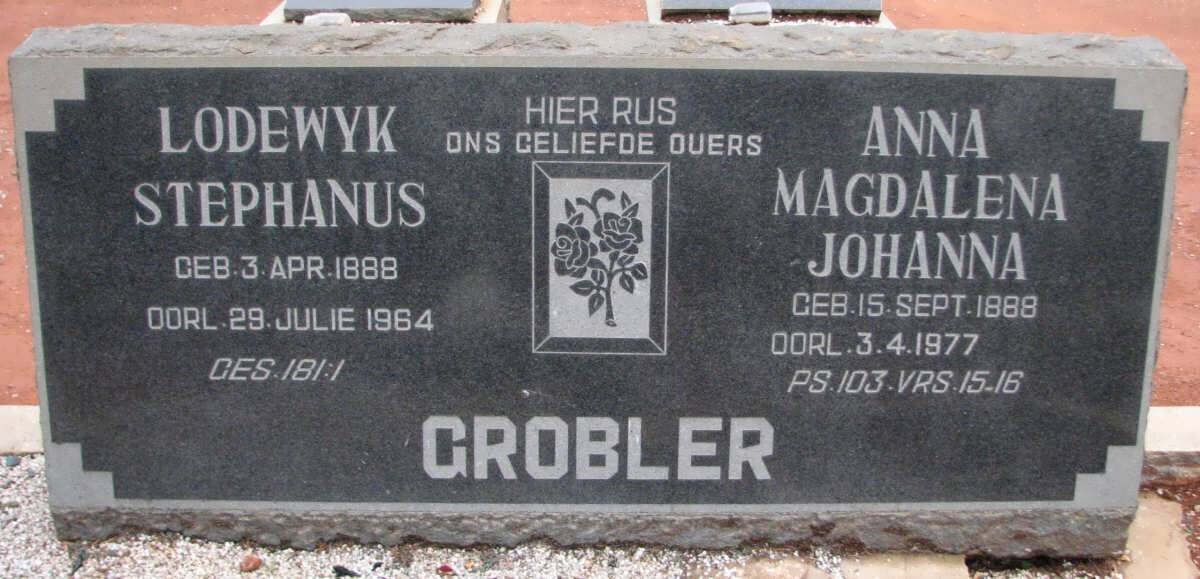 HIER RUS
ONS GELIEFDE OUERS
LODEWYK
STEPHANUS
GEB. 3. APR. 1888
OORL. 29. JULIE 1964
GES. 181:1
ANNA
MAGDALENA
JOHANNA
GEB. 15. SEPT. 1888
OORL. 3.4.1977
PS. 103. VRS. 15-16
GROBLER